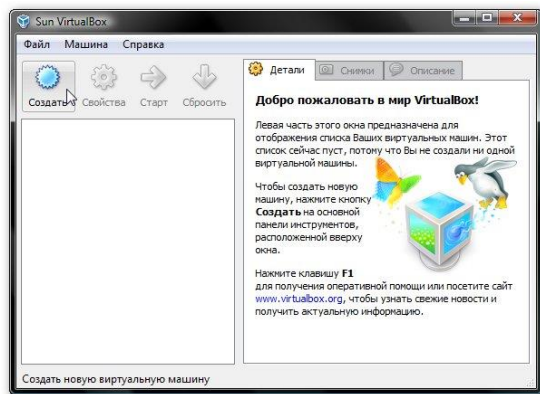 Sun VirtualBox
Файл Машина Справка
Создать Свойства Старт Сбросить
Детали Снимки Описание
Добро пожаловать в мир VirtualBox!
Левая часть этого окна предназначена для
отображения списка Ваших виртуальных машин. Этот
список сейчас пуст, потому что Вы не создали ни одной
виртуальной машины.
Чтобы создать новую
машину, нажмите кнопку
Создать на основной
панели инструментов,
расположенной вверху
окна.
Нажмите клавишу F1
для получения оперативной помощи или посетите сайт
www.virtualbox.org, чтобы узнать свежие новости и
получить актуальную информацию.
Создать новую виртуальную машину